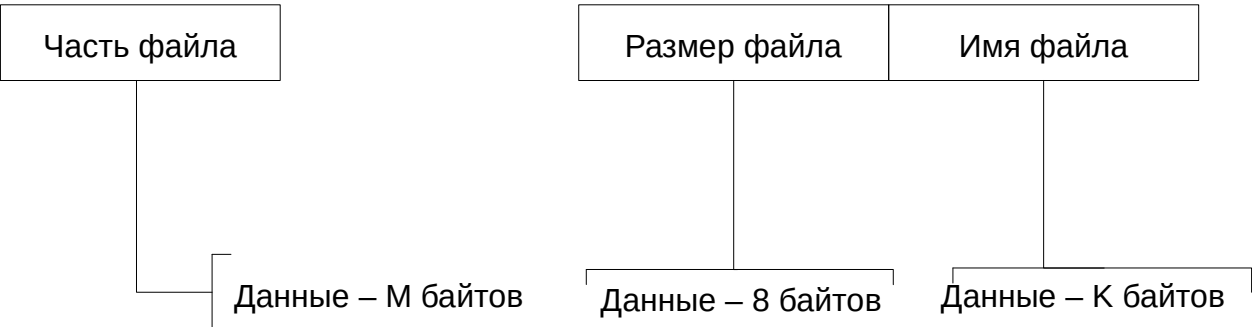 Часть файла
Размер файла
Имя файла
Данные – M байтов
Данные – 8 байтов
Данные – K байтов